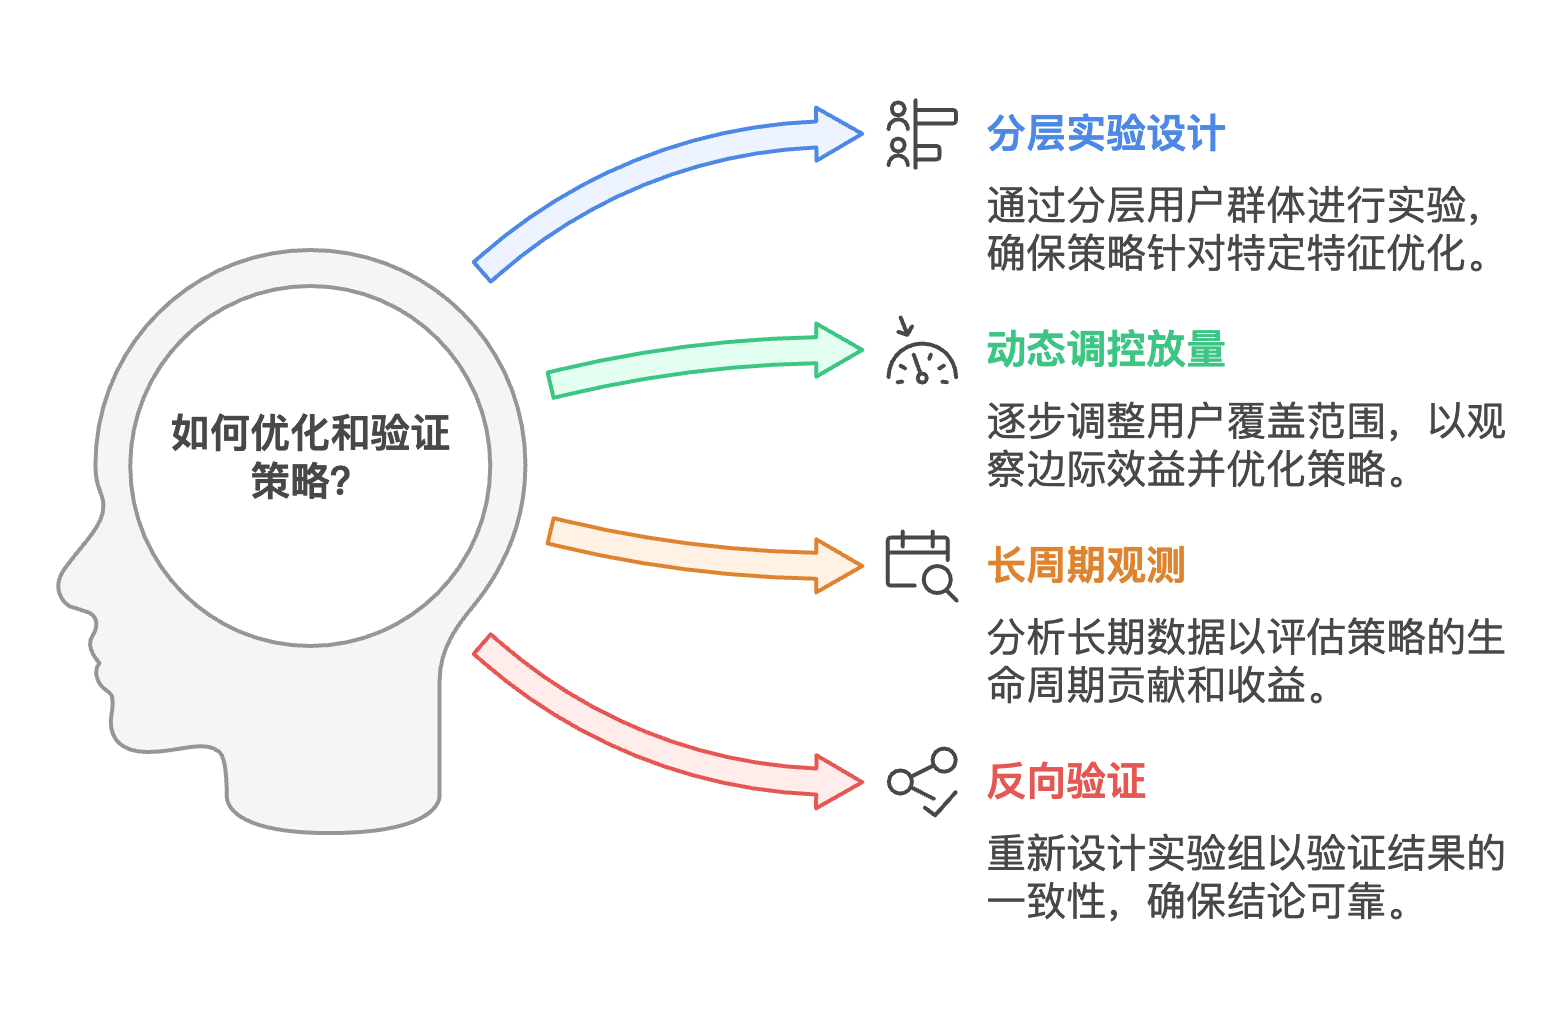 如何优化和验证
策略?
分层实验设计
通过分层用户群体进行实验，
确保策略针对特定特征优化。
动态调控放量
逐步调整用户覆盖范围，以观
察边际效益并优化策略。
长周期观测
分析长期数据以评估策略的生
命周期贡献和收益。
反向验证
重新设计实验组以验证结果的
一致性，确保结论可靠。